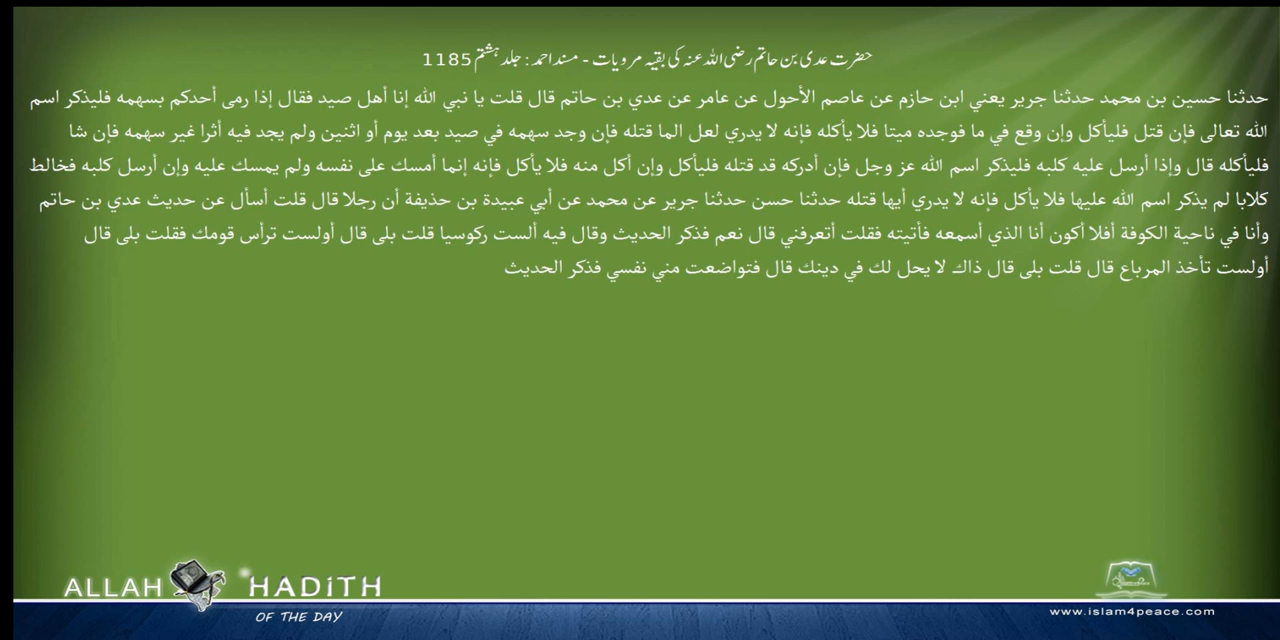 حضرت عدی بن حاتم رضی اللہ عنہ کی بقیہ مرویات - مسند احمد : جلد ہشتم 1185
حدثنا حسين بن محمد حدثنا جرير يعني ابن حازم عن عاصم الأحول عن عامر عن عدي بن حاتم قال قلت يا نبي الله إنا أهل صيد فقال إذا رمى أحدكم بسهمه فليذكر اسم
الله تعالى فإن قتل فليأكل وإن وقع في ما فوجده ميتا فلا يأكله فإنه لا يدري لعل الما قتله فإن وجد سهمه في صيد بعد يوم أو اثنين ولم يجد فيه أثرا غير سهمه فإن شا
فليأكله قال وإذا أرسل عليه كلبه فليذكر اسم الله عز وجل فإن أدركه قد قتله فليأكل وإن أكل منه فلا يأكل فإنه إنما أمسك على نفسه ولم يمسك عليه وإن أرسل كلبه فخالط
كلابا لم يذكر اسم الله عليها فلا يأكل فإنه لا يدري أيها قتله حدثنا حسن حدثنا جرير عن محمد عن أبي عبيدة بن حذيفة أن رجلا قال قلت أسأل عن حديث عدي بن حاتم
وأنا في ناحية الكوفة أفلا أكون أنا الذي أسمعه فأتيته فقلت أتعرفني قال نعم فذكر الحديث وقال فيه ألست ركوسيا قلت بلى قال أولست ترأس قومك فقلت بلى قال
أولست تأخذ المرباع قال قلت بلى قال ذاك لا يحل لك في دينك قال فتواضعت مني نفسي فذكر الحديث
ALLAH HADITH
OF THE DAY
www.islam4peace.com